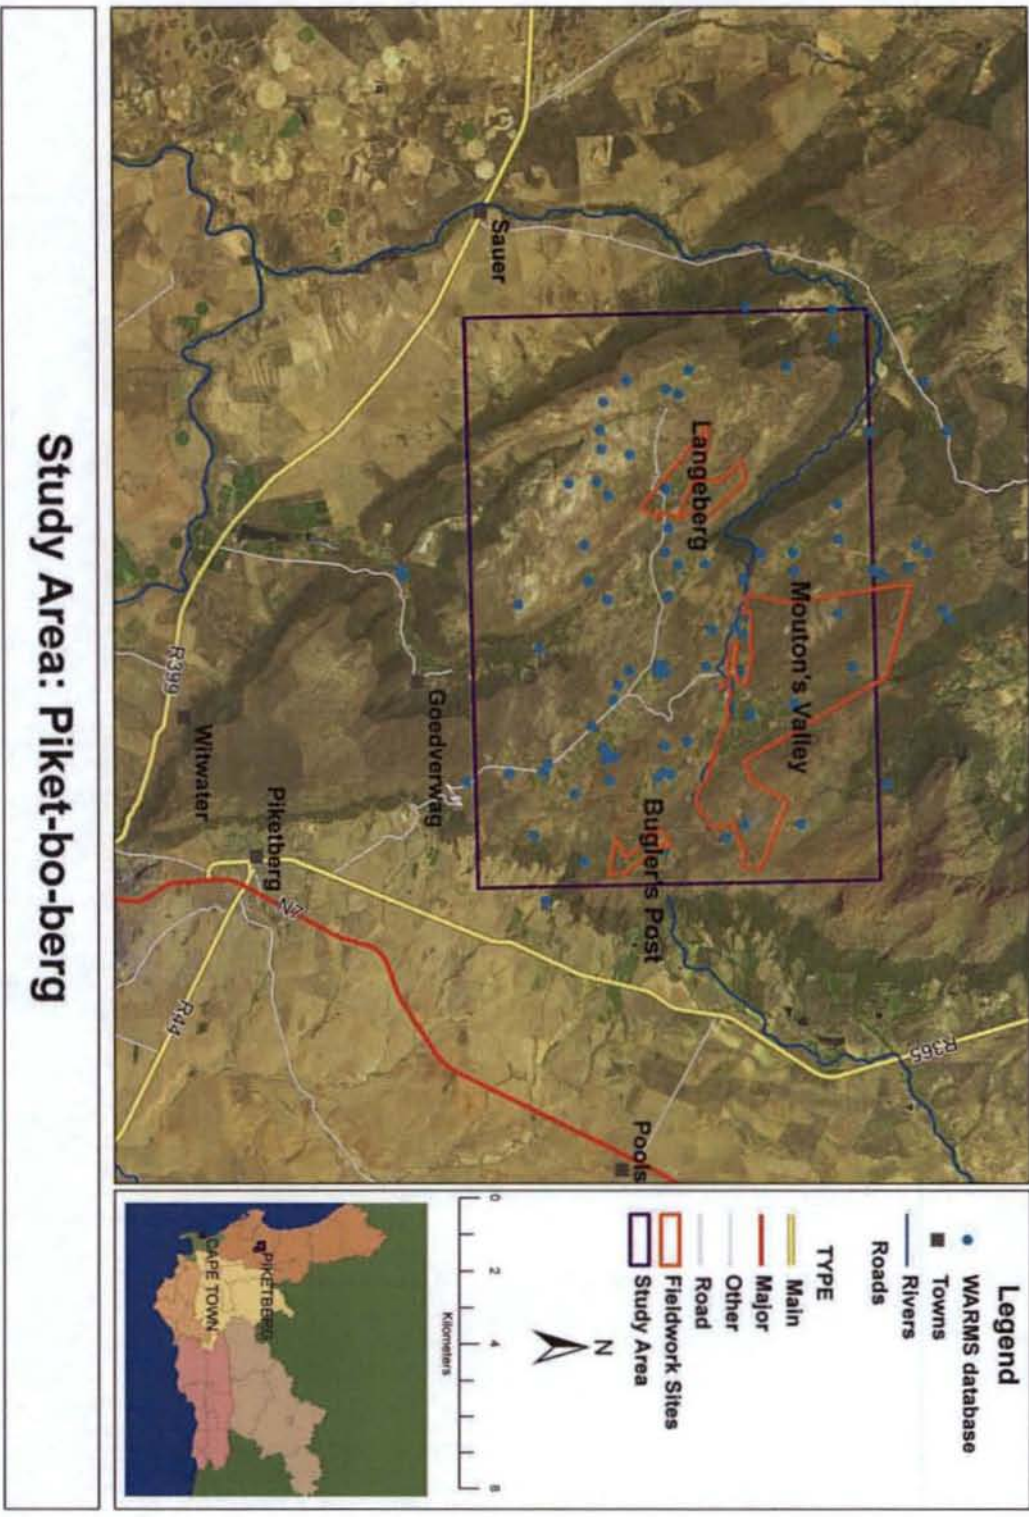 Sauer
Langeberg
Mouton's Valley
Goedverwag
Bugler's Post
R399
Witwater
Piketberg
N7
R44
R365
Pools
Legend
WARMS database
Towns
Rivers
Roads
TYPE
Main
Major
Other
Road
Fieldwork Sites
Study Area
N
0 2 4 8
Kilometers
PIKETBERG
CAPE TOWN
Study Area: Piket-bo-berg